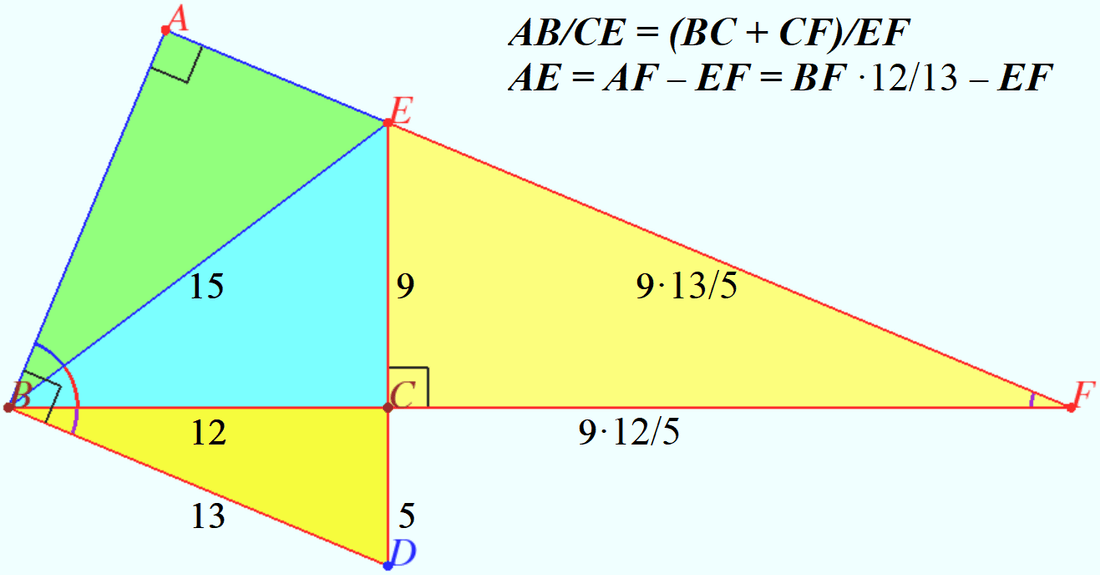 A
AB/CE = (BC + CF)/EF
AE = AF – EF = BF ·12/13 – EF
E
15
9
9·13/5
B
C
F
12
9·12/5
13
5
D